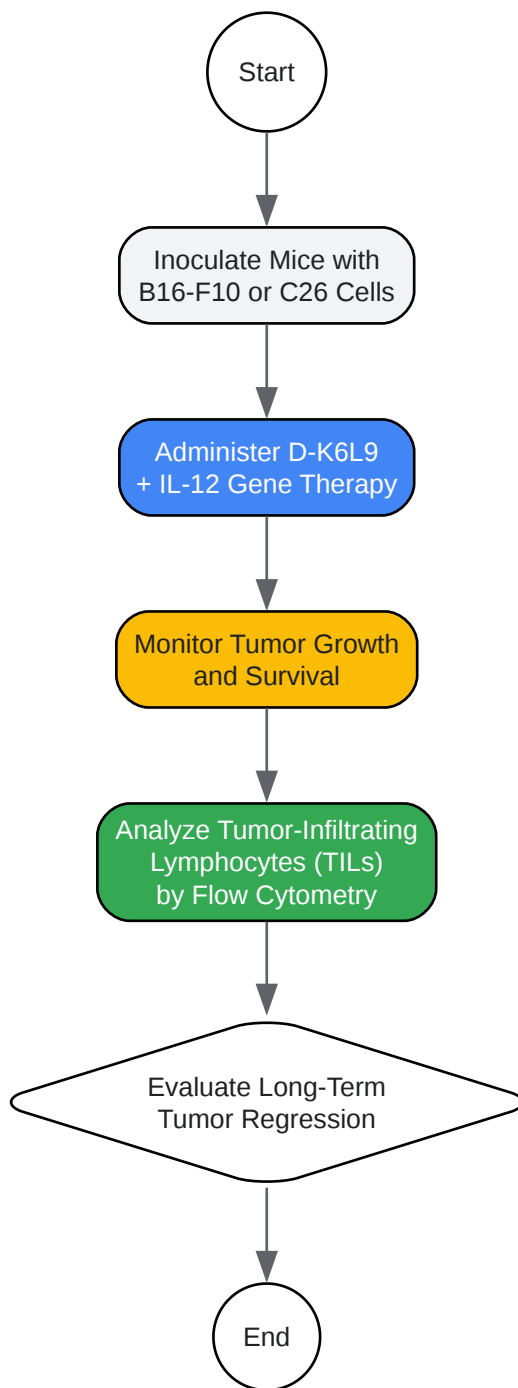 Start
Inoculate Mice with
B16-F10 or C26 Cells
Administer D-K6L9
+ IL-12 Gene Therapy
Monitor Tumor Growth
and Survival
Analyze Tumor-Infiltrating
Lymphocytes (TILs)
by Flow Cytometry
Evaluate Long-Term
Tumor Regression
End